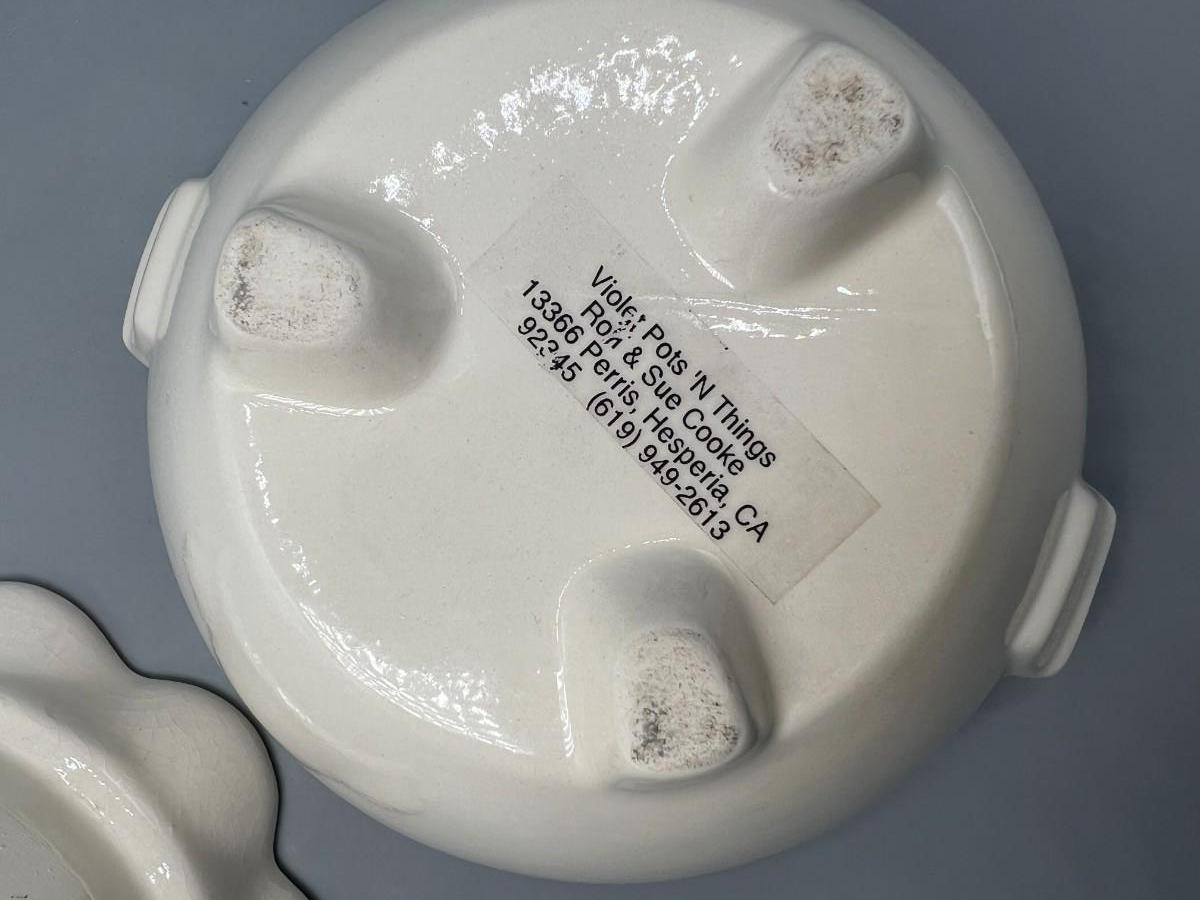 Violet Pots 'N Things
Ron & Sue Cooke
13366 Perris, Hesperia, CA
92345 (619) 949-2613